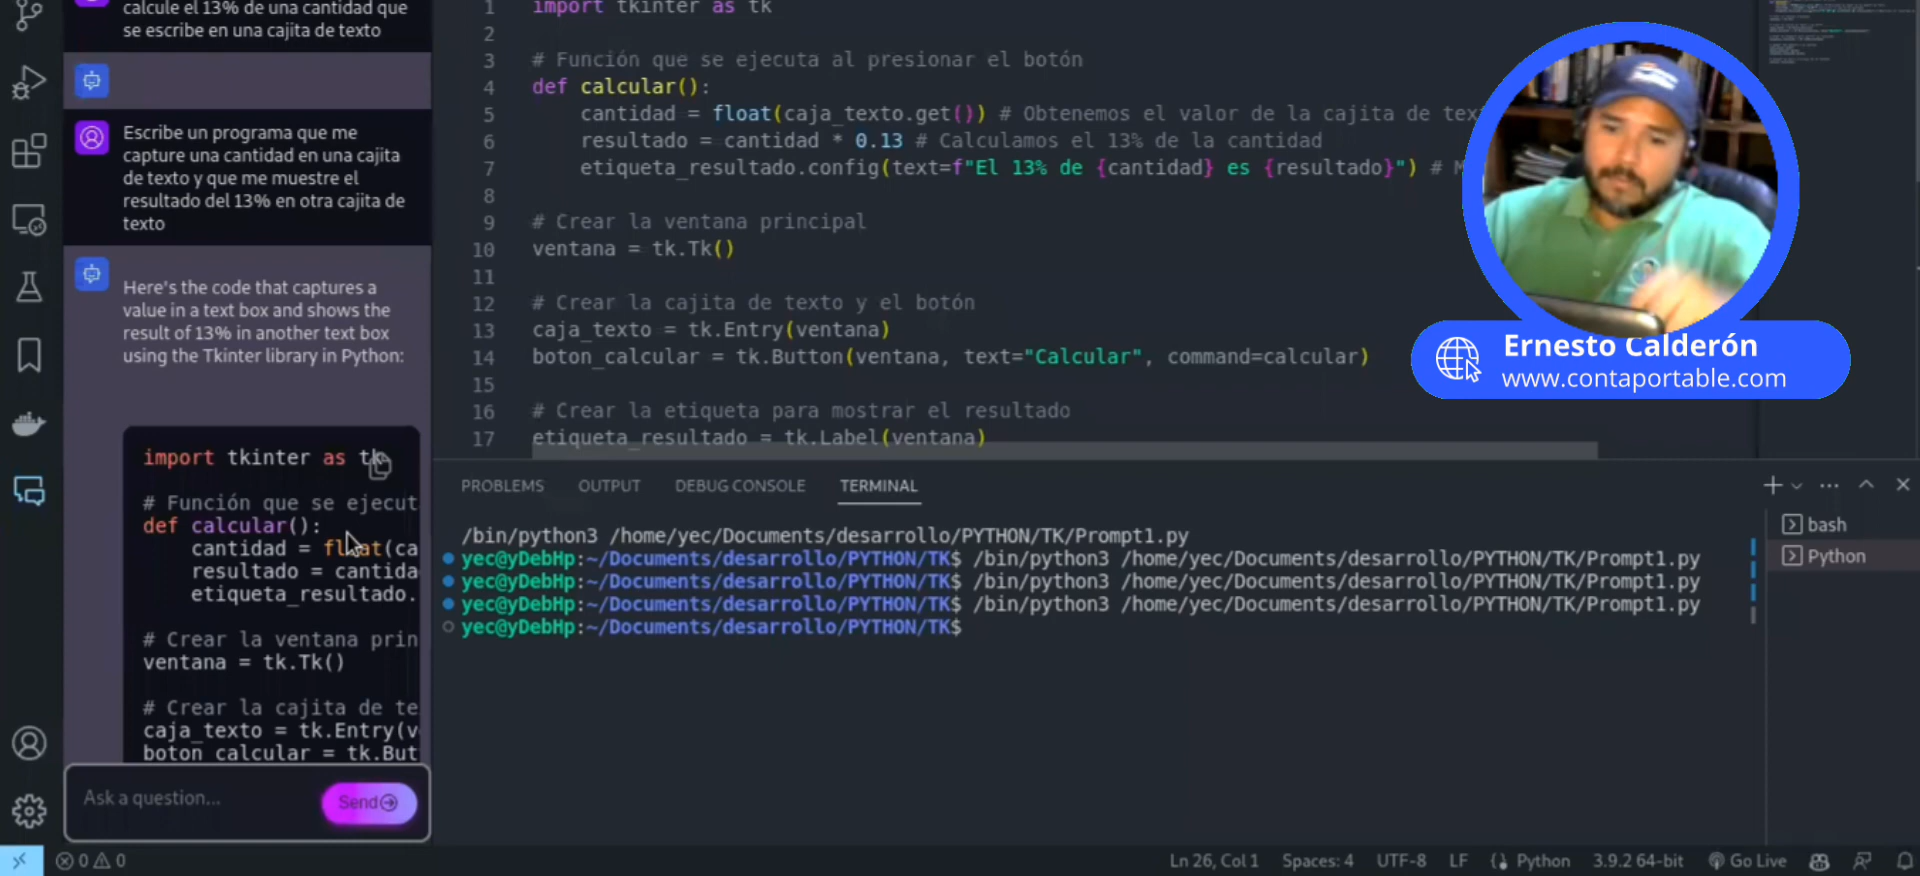 calcule el 13% de una cantidad que
se escribe en una cajita de texto
Escribe un programa que me
capture una cantidad en una cajita
de texto y que me muestre el
resultado del 13% en otra cajita de
texto
Here's the code that captures a
value in a text box and shows the
result of 13% in another text box
using the Tkinter library in Python:
import tkinter as tk
# Función que se ejecut
def calcular():
cantidad = float(ca
resultado = cantida
etiqueta_resultado.
# Crear la ventana prin
ventana = tk.Tk()
# Crear la cajita de te
caja_texto = tk.Entry(v
boton_calcular = tk.But
Ask a question...
Send
1 import tkinter as tk
2
3 # Función que se ejecuta al presionar el botón
4 def calcular():
5 cantidad = float(caja_texto.get()) # Obtenemos el valor de la cajita de tex
6 resultado = cantidad * 0.13 # Calculamos el 13% de la cantidad
7 etiqueta_resultado.config(text=f"El 13% de {cantidad} es {resultado}") # M
8
9 # Crear la ventana principal
10 ventana = tk.Tk()
11
12 # Crear la cajita de texto y el botón
13 caja_texto = tk.Entry(ventana)
14 boton_calcular = tk.Button(ventana, text="Calcular", command=calcular)
15
16 # Crear la etiqueta para mostrar el resultado
17 etiqueta_resultado = tk.Label(ventana)
Ernesto Calderón
www.contaportable.com
PROBLEMS OUTPUT DEBUG CONSOLE TERMINAL
/bin/python3 /home/yec/Documents/desarrollo/PYTHON/TK/Prompt1.py
yec@yDebHp:~/Documents/desarrollo/PYTHON/TK$ /bin/python3 /home/yec/Documents/desarrollo/PYTHON/TK/Prompt1.py
yec@yDebHp:~/Documents/desarrollo/PYTHON/TK$ /bin/python3 /home/yec/Documents/desarrollo/PYTHON/TK/Prompt1.py
yec@yDebHp:~/Documents/desarrollo/PYTHON/TK$ /bin/python3 /home/yec/Documents/desarrollo/PYTHON/TK/Prompt1.py
yec@yDebHp:~/Documents/desarrollo/PYTHON/TK$
bash
Python
0 0 Ln 26, Col 1 Spaces: 4 UTF-8 LF Python 3.9.2 64-bit Go Live